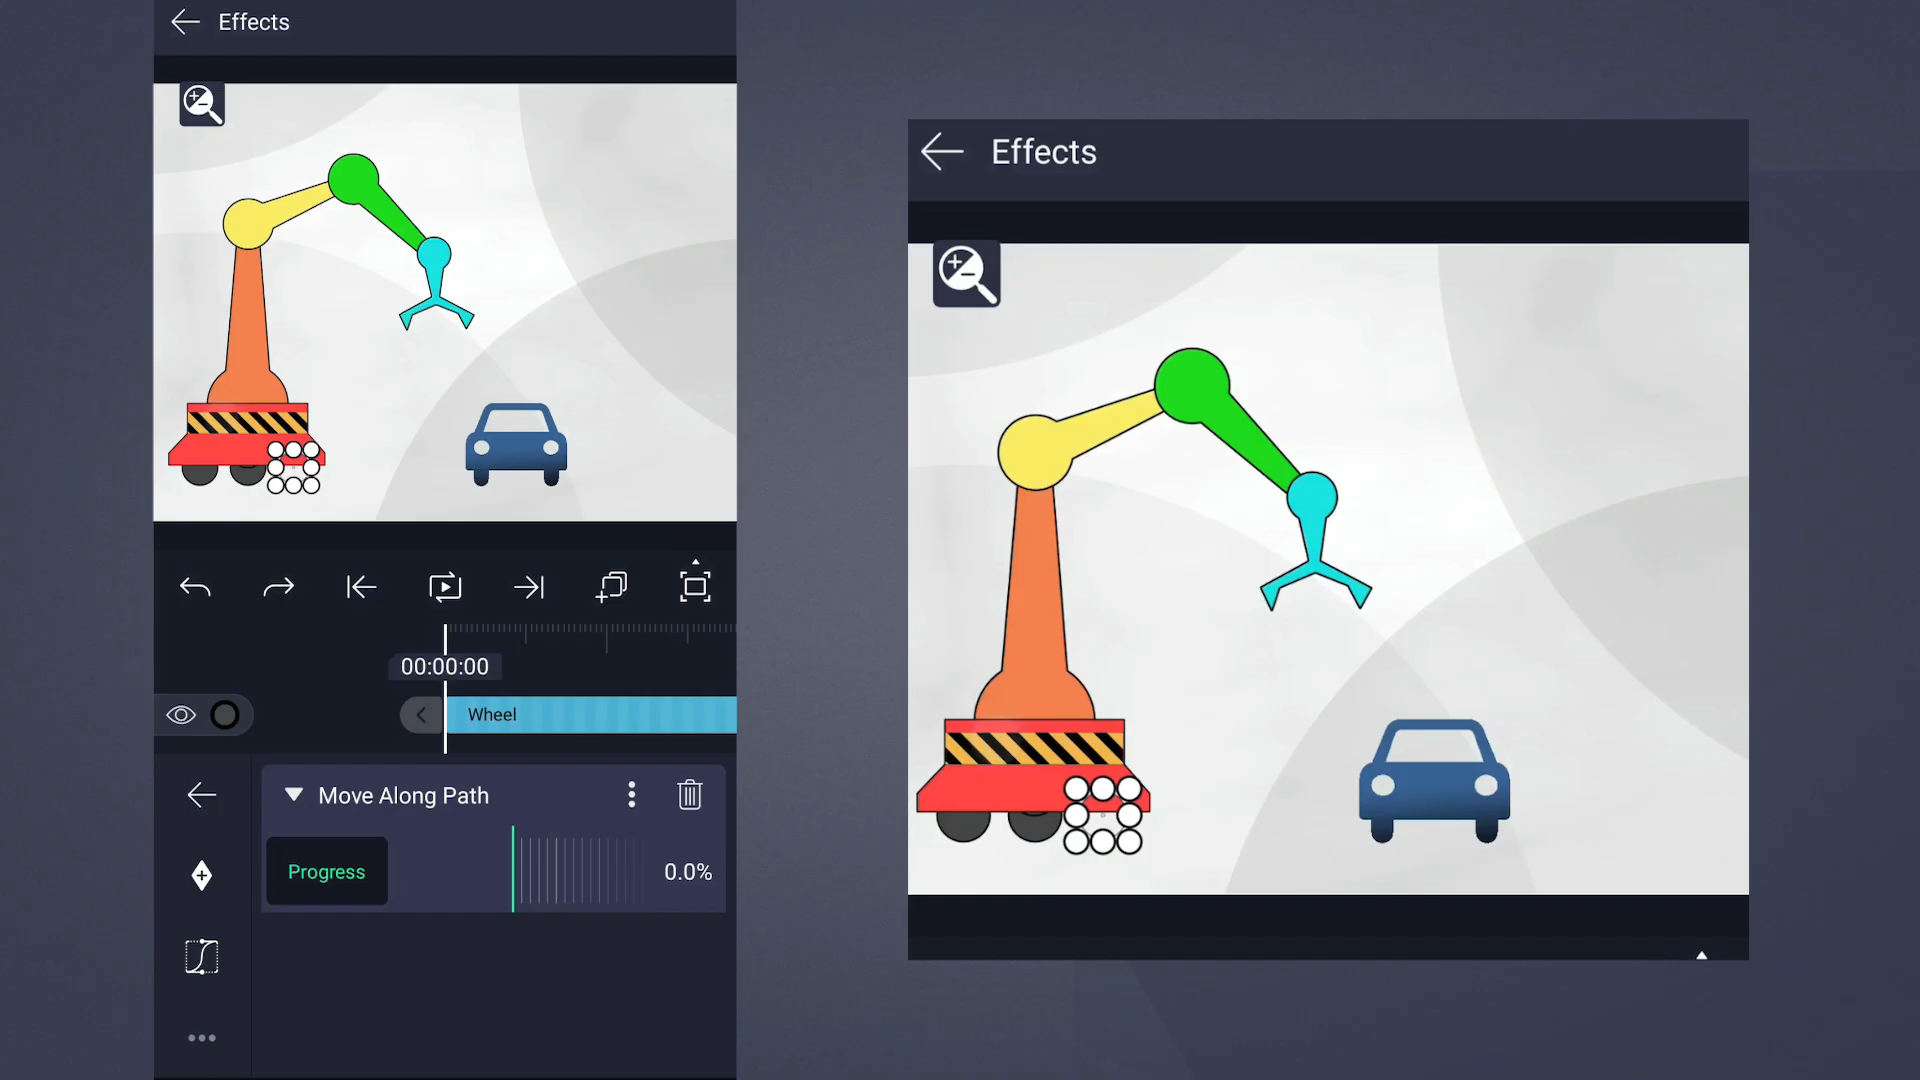 Effects
00:00:00
Wheel
Move Along Path
Progress
0.0%
Effects